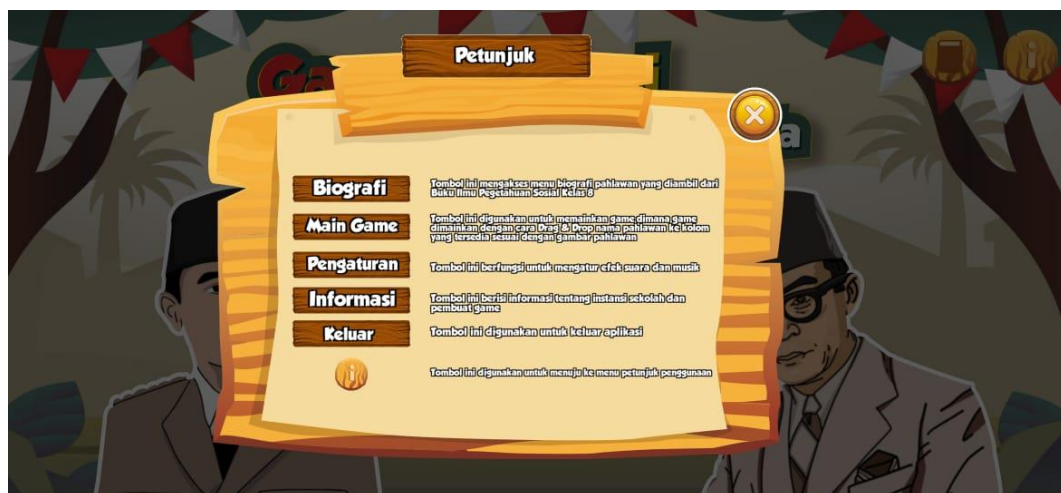 Petunjuk
Biografi
Tombol ini mengakses menu biografi pahlawan yang diambil dari
Buku Ilmu Pegetahuan Sosial Kelas 8
Main Game
Tombol ini digunakan untuk memainkan game dimana game
dimainkan dengan cara Drag & Drop nama pahlawan ke kolom
yang tersedia sesuai dengan gambar pahlawan
Pengaturan
Tombol ini berfungsi untuk mengatur efek suara dan musik
Informasi
Tombol ini berisi informasi tentang instansi sekolah dan
pembuat game
Keluar
Tombol ini digunakan untuk keluar aplikasi
Tombol ini digunakan untuk menuju ke menu petunjuk penggunaan